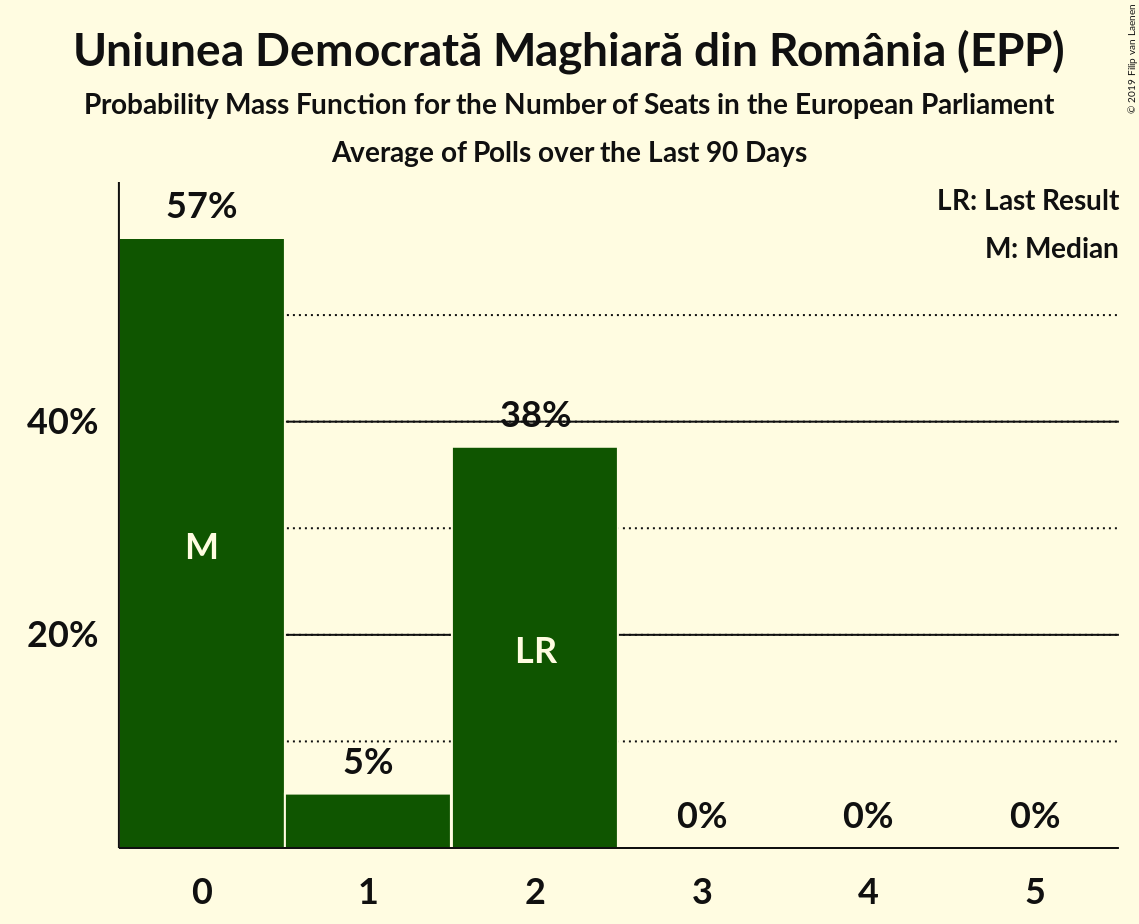 Uniunea Democrată Maghiară din România (EPP)
Probability Mass Function for the Number of Seats in the European Parliament
Average of Polls over the Last 90 Days
© 2019 Filip van Laenen
LR: Last Result
M: Median
57%
40%
38%
M
20%
LR
5%
0%
0%
0%
0
1
2
3
4
5